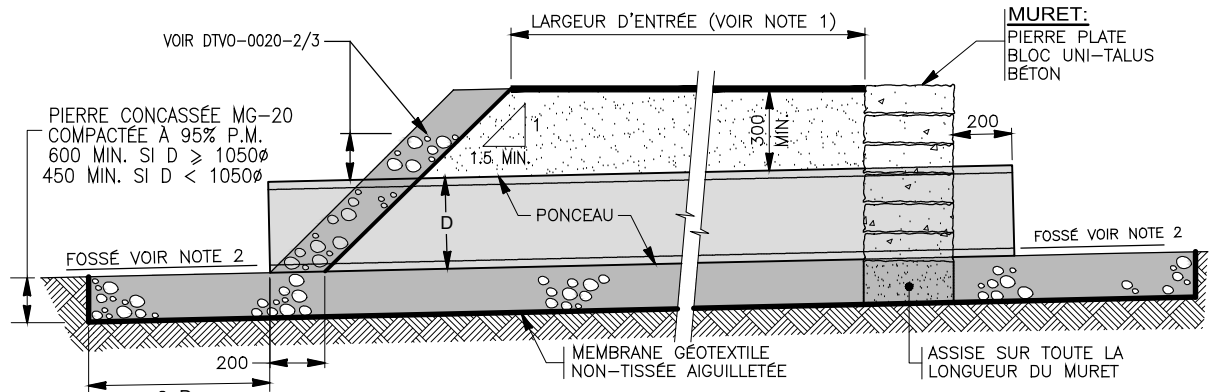 LARGEUR D'ENTRÉE (VOIR NOTE 1)
MURET:
PIERRE PLATE
BLOC UNI-TALUS
BÉTON
VOIR DTVO-0020-2/3
PIERRE CONCASSÉE MG-20
COMPACTÉE À 95% P.M.
600 MIN. SI D ⩾ 1050ø
450 MIN. SI D < 1050ø
1
1.5 MIN.
300
MIN.
200
D
PONCEAU
FOSSÉ VOIR NOTE 2
FOSSÉ VOIR NOTE 2
200
MEMBRANE GÉOTEXTILE
NON-TISSÉE AIGUILLETÉE
ASSISE SUR TOUTE LA
LONGUEUR DU MURET